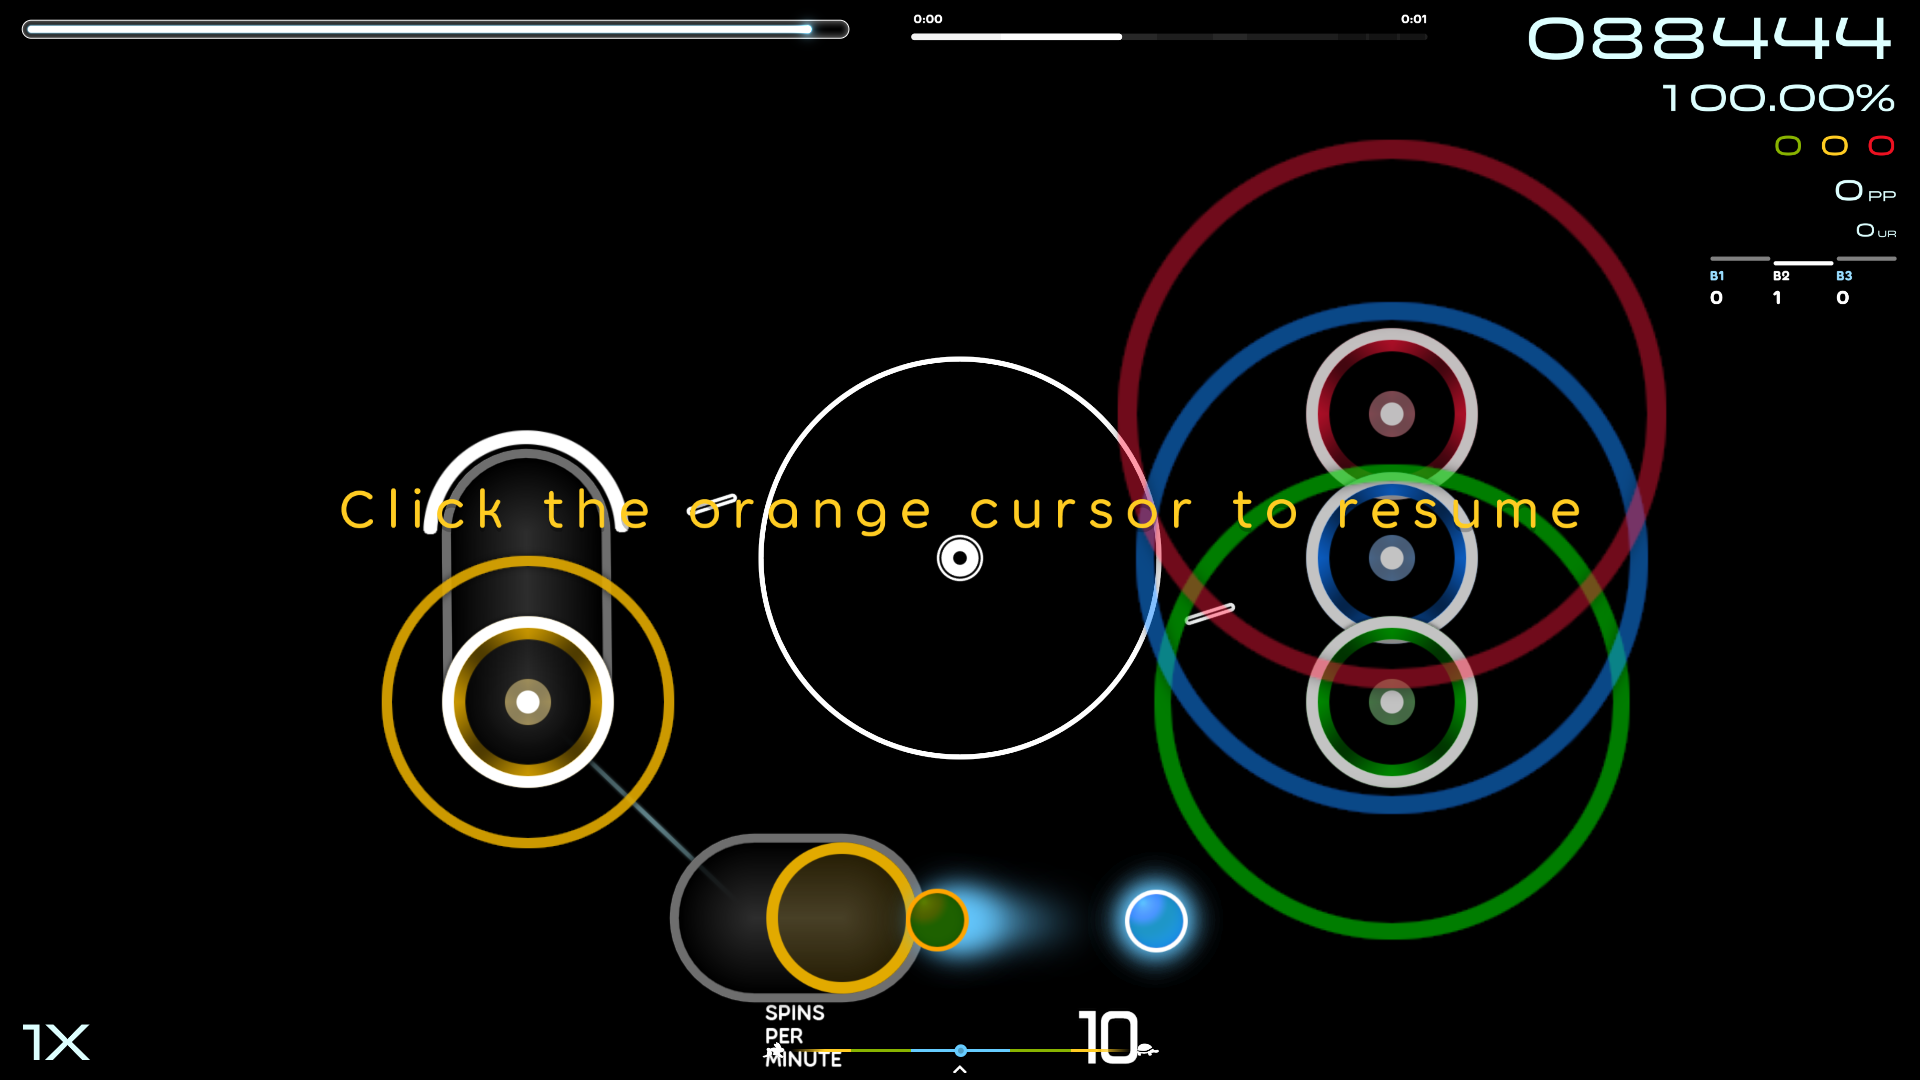 0:00
0:01
088444
100.00%
0 0 0
0 PP
0 UR
B1 B2 B3
0 1 0
Click the orange cursor to resume
SPINS
PER
MINUTE
10
1X